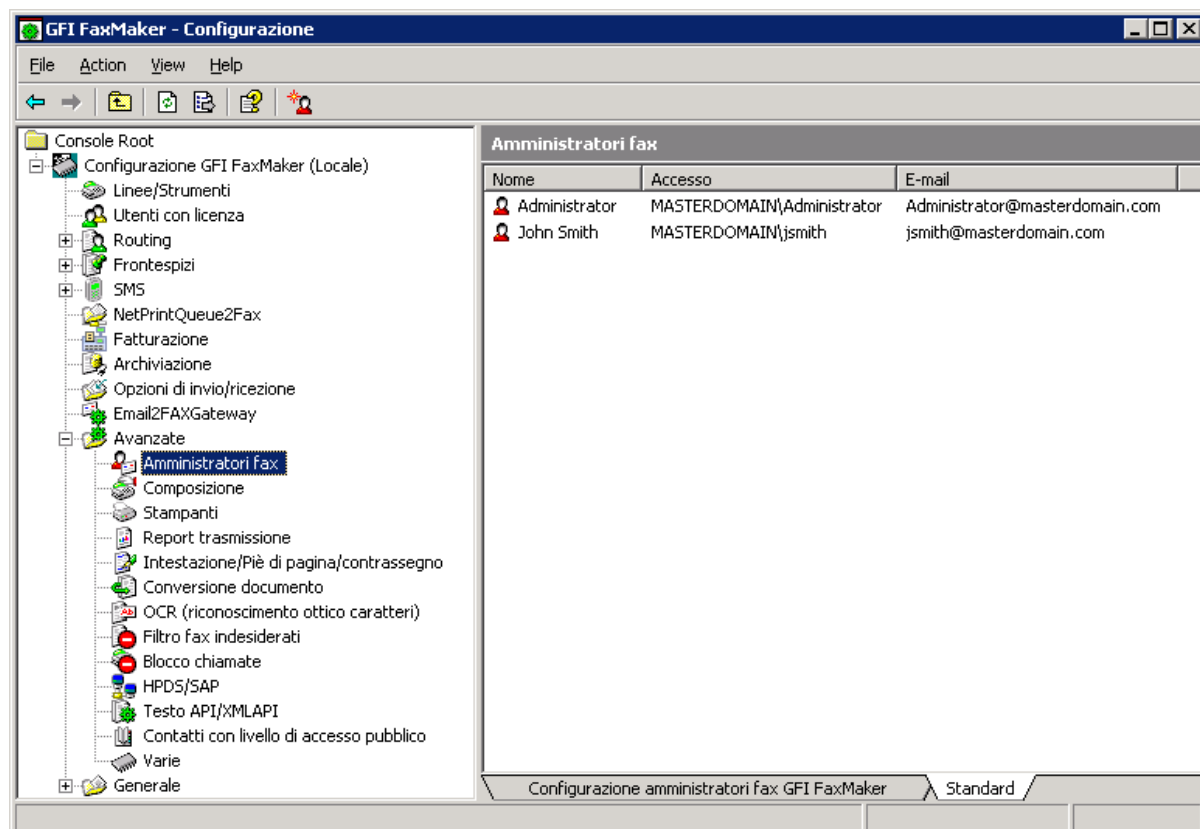 GFI FaxMaker - Configurazione
File Action View Help
Console Root
Configurazione GFI FaxMaker (Locale)
Linee/Strumenti
Utenti con licenza
Routing
Frontespizi
SMS
NetPrintQueue2Fax
Fatturazione
Archiviazione
Opzioni di invio/ricezione
Email2FAXGateway
Avanzate
Amministratori fax
Composizione
Stampanti
Report trasmissione
Intestazione/Piè di pagina/contrassegno
Conversione documento
OCR (riconoscimento ottico caratteri)
Filtro fax indesiderati
Blocco chiamate
HPDS/SAP
Testo API/XMLAPI
Contatti con livello di accesso pubblico
Varie
Generale
Amministratori fax
Nome Accesso E-mail
Administrator MASTERDOMAIN\Administrator Administrator@masterdomain.com
John Smith MASTERDOMAIN\jsmith jsmith@masterdomain.com
Configurazione amministratori fax GFI FaxMaker Standard